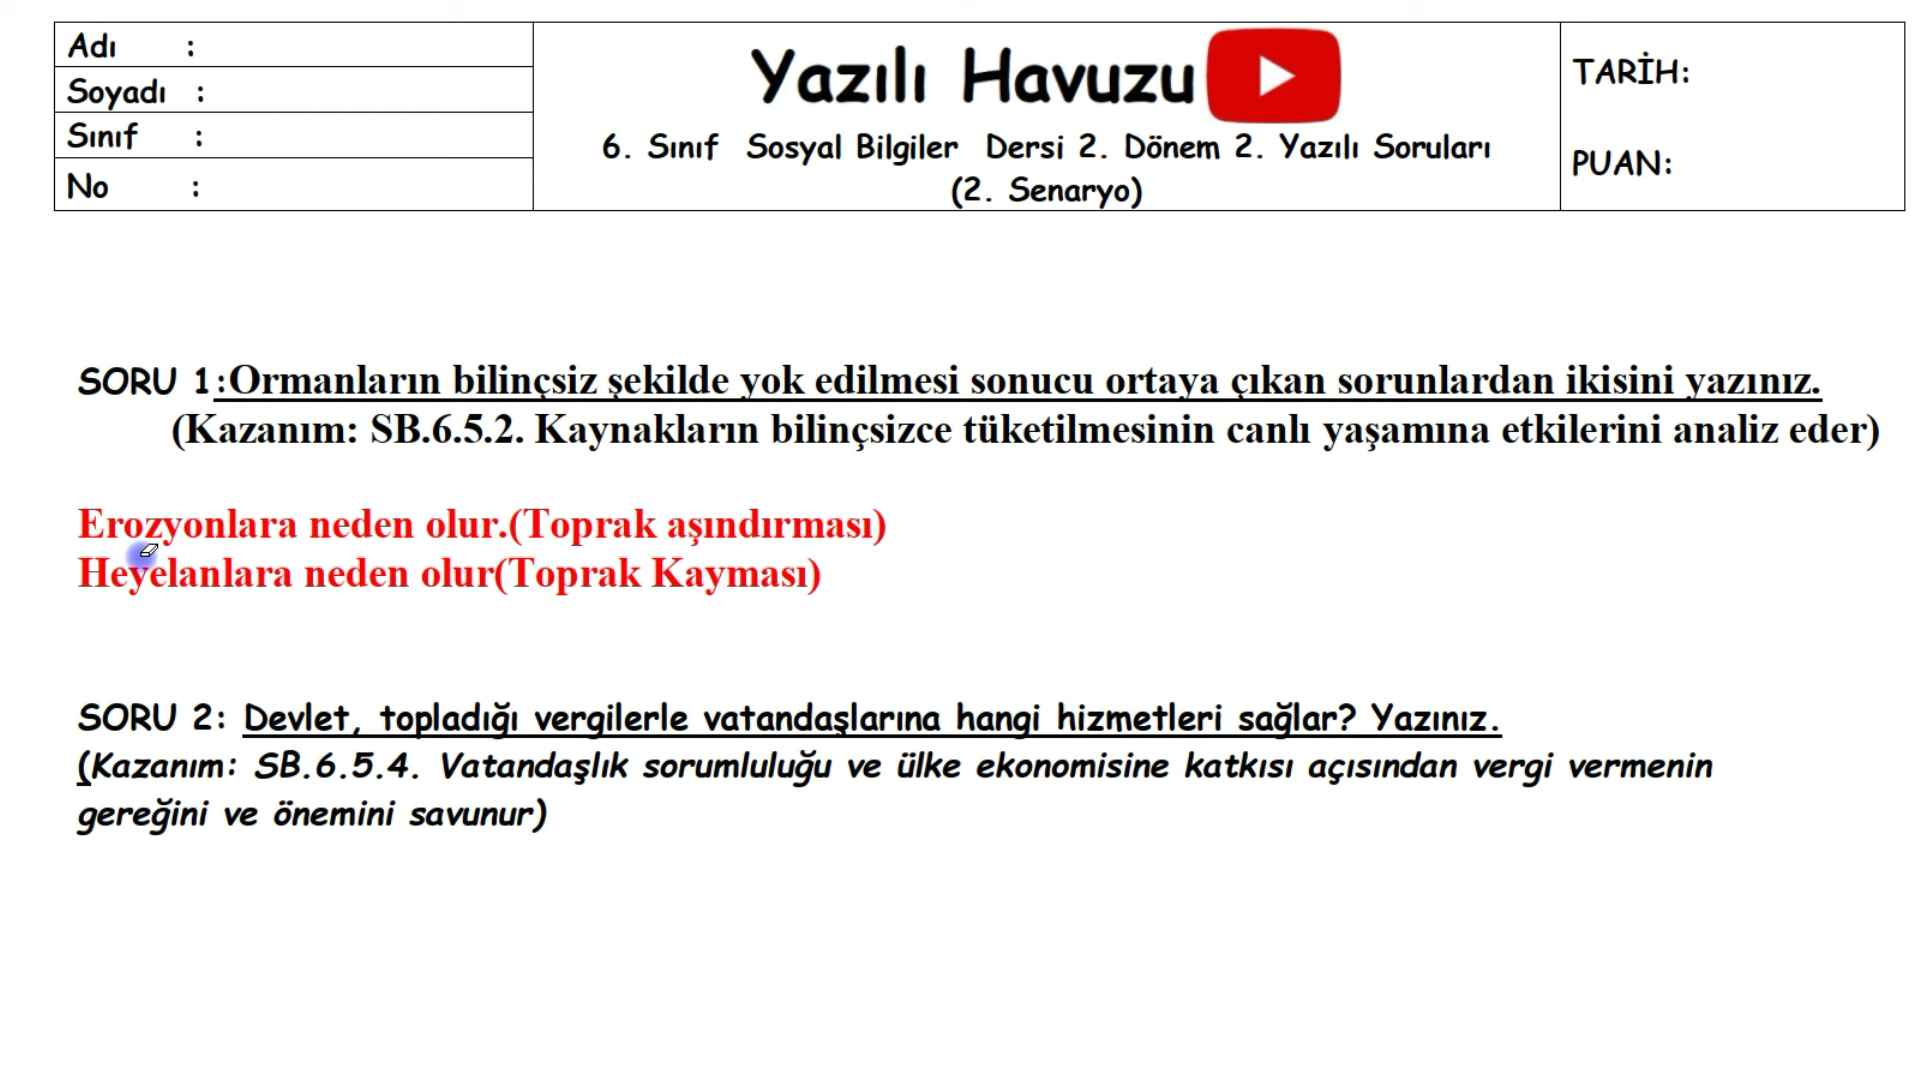 Adı :
Soyadı :
Sınıf :
No :
Yazılı Havuzu
6. Sınıf Sosyal Bilgiler Dersi 2. Dönem 2. Yazılı Soruları
(2. Senaryo)
TARİH:
PUAN:
SORU 1:Ormanların bilinçsiz şekilde yok edilmesi sonucu ortaya çıkan sorunlardan ikisini yazınız.
(Kazanım: SB.6.5.2. Kaynakların bilinçsizce tüketilmesinin canlı yaşamına etkilerini analiz eder)
Erozyonlara neden olur.(Toprak aşındırması)
Heyelanlara neden olur(Toprak Kayması)
SORU 2: Devlet, topladığı vergilerle vatandaşlarına hangi hizmetleri sağlar? Yazınız.
(Kazanım: SB.6.5.4. Vatandaşlık sorumluluğu ve ülke ekonomisine katkısı açısından vergi vermenin
gereğini ve önemini savunur)